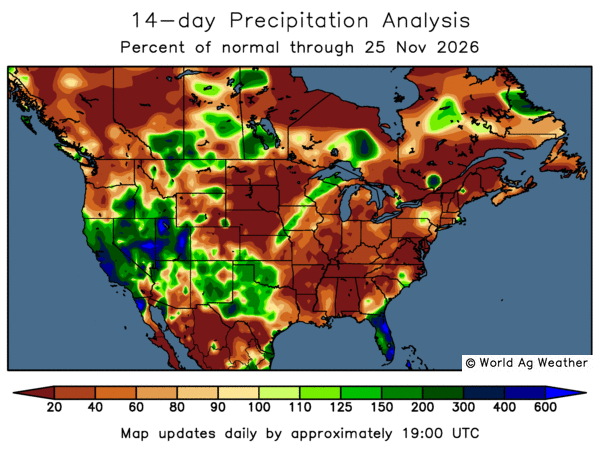 14-day Precipitation Analysis
Percent of normal through 25 Nov 2026
© World Ag Weather
20 40 60 80 90 100 110 125 150 200 300 400 600
Map updates daily by approximately 19:00 UTC